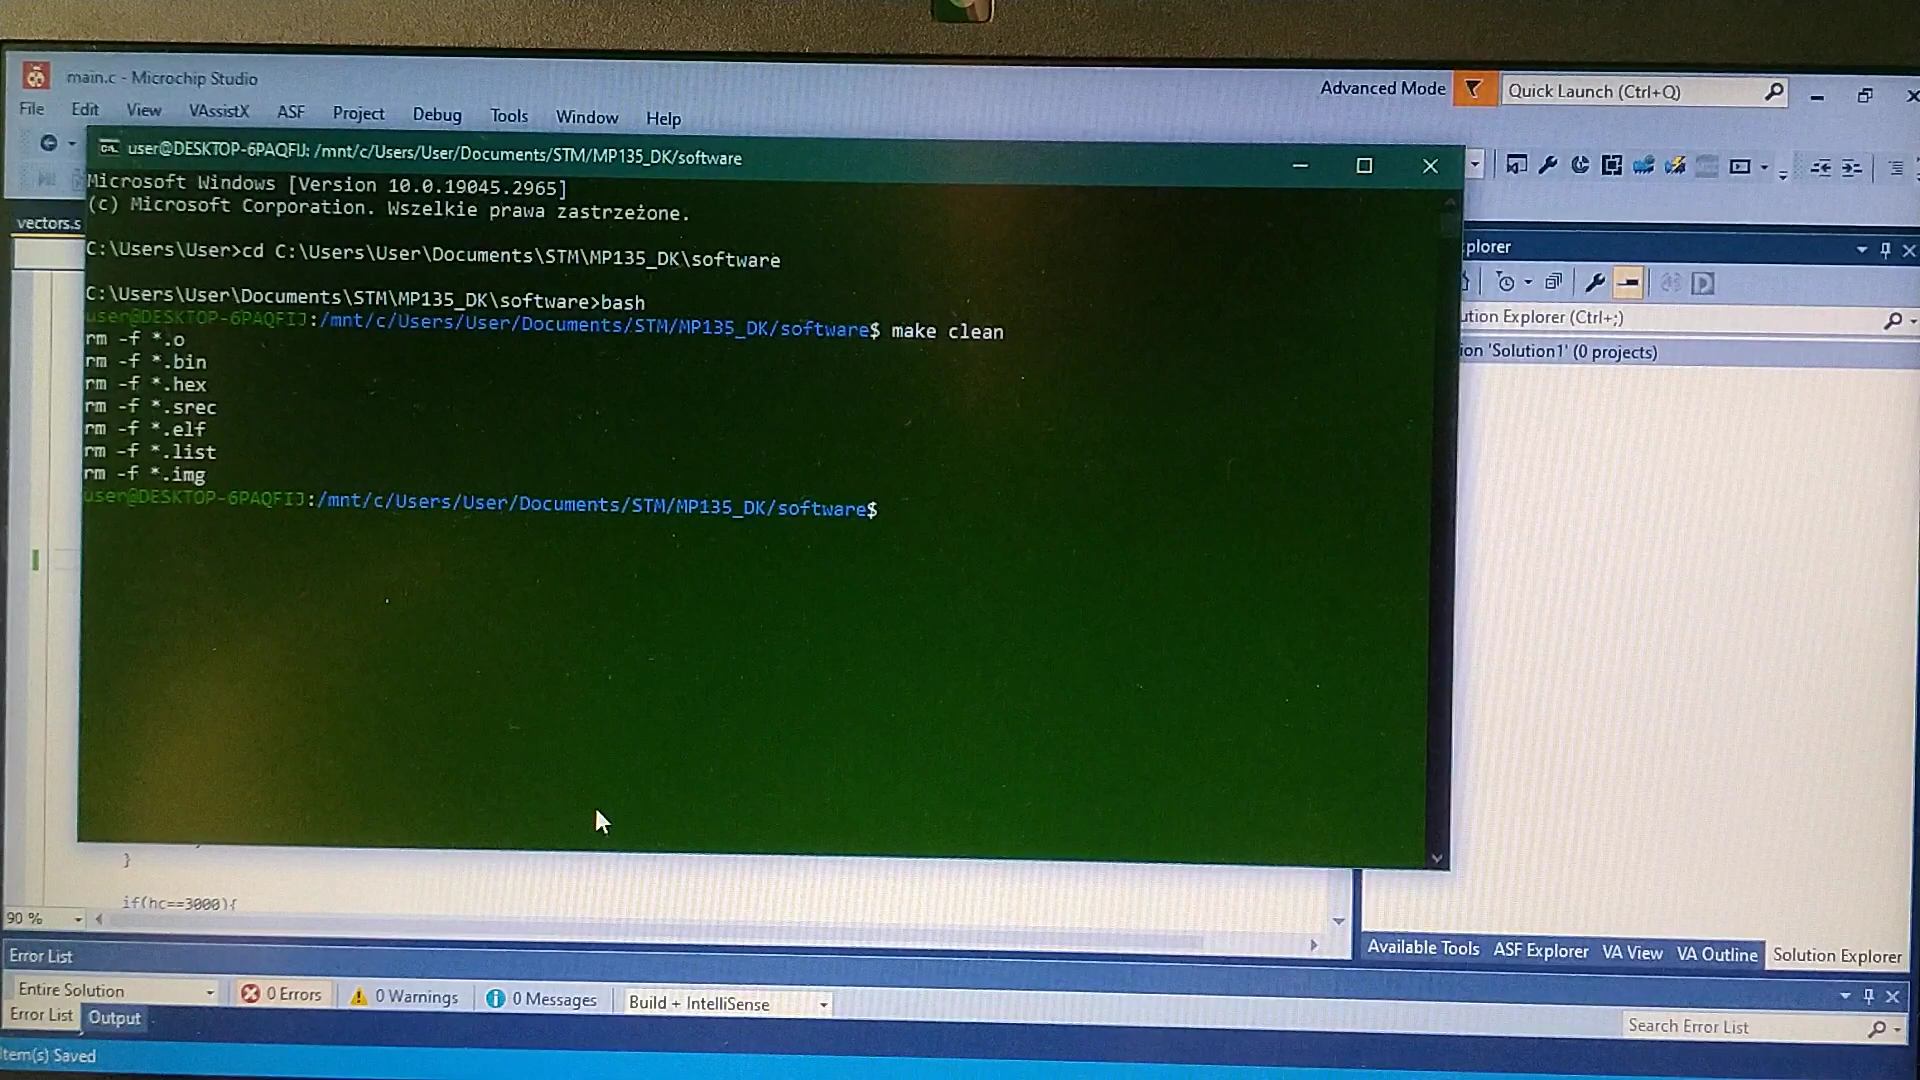 main.c - Microchip Studio
Advanced Mode
Quick Launch (Ctrl+Q)
File Edit View VAssistX ASF Project Debug Tools Window Help
user@DESKTOP-6PAQFIJ: /mnt/c/Users/User/Documents/STM/MP135_DK/software
Microsoft Windows [Version 10.0.19045.2965]
(c) Microsoft Corporation. Wszelkie prawa zastrzeżone.
C:\Users\User>cd C:\Users\User\Documents\STM\MP135_DK\software
C:\Users\User\Documents\STM\MP135_DK\software>bash
user@DESKTOP-6PAQFIJ:/mnt/c/Users/User/Documents/STM/MP135_DK/software$ make clean
rm -f *.o
rm -f *.bin
rm -f *.hex
rm -f *.srec
rm -f *.elf
rm -f *.list
rm -f *.img
user@DESKTOP-6PAQFIJ:/mnt/c/Users/User/Documents/STM/MP135_DK/software$
vectors.s
plorer
ution Explorer (Ctrl+;)
ion 'Solution1' (0 projects)
}
if(hc==3000){
90 %
Available Tools ASF Explorer VA View VA Outline Solution Explorer
Error List
Entire Solution 0 Errors 0 Warnings 0 Messages Build + IntelliSense
Search Error List
Error List Output
Item(s) Saved